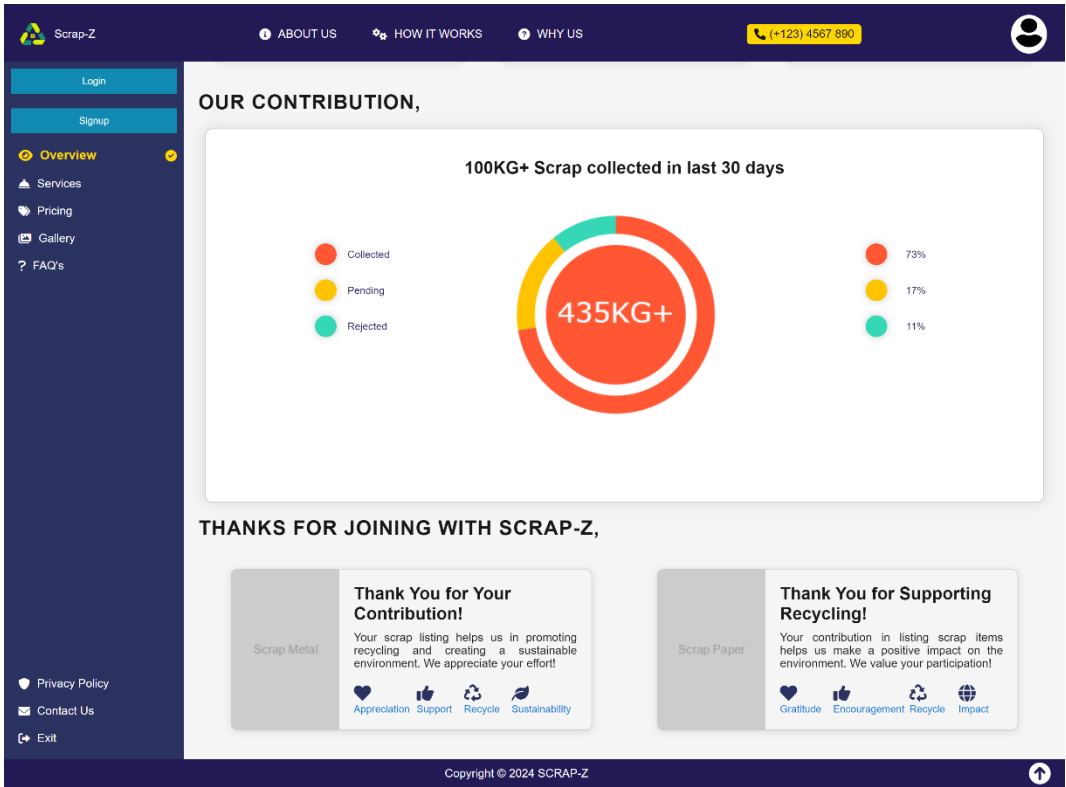 Scrap-Z
ABOUT US
HOW IT WORKS
WHY US
(+123) 4567 890
Login
Signup
Overview
Services
Pricing
Gallery
FAQ's
Privacy Policy
Contact Us
Exit
OUR CONTRIBUTION,
100KG+ Scrap collected in last 30 days
Collected
Pending
Rejected
435KG+
73%
17%
11%
THANKS FOR JOINING WITH SCRAP-Z,
Scrap Metal
Thank You for Your
Contribution!
Your scrap listing helps us in promoting
recycling and creating a sustainable
environment. We appreciate your effort!
Appreciation Support Recycle Sustainability
Scrap Paper
Thank You for Supporting
Recycling!
Your contribution in listing scrap items
helps us make a positive impact on the
environment. We value your participation!
Gratitude Encouragement Recycle Impact
Copyright © 2024 SCRAP-Z